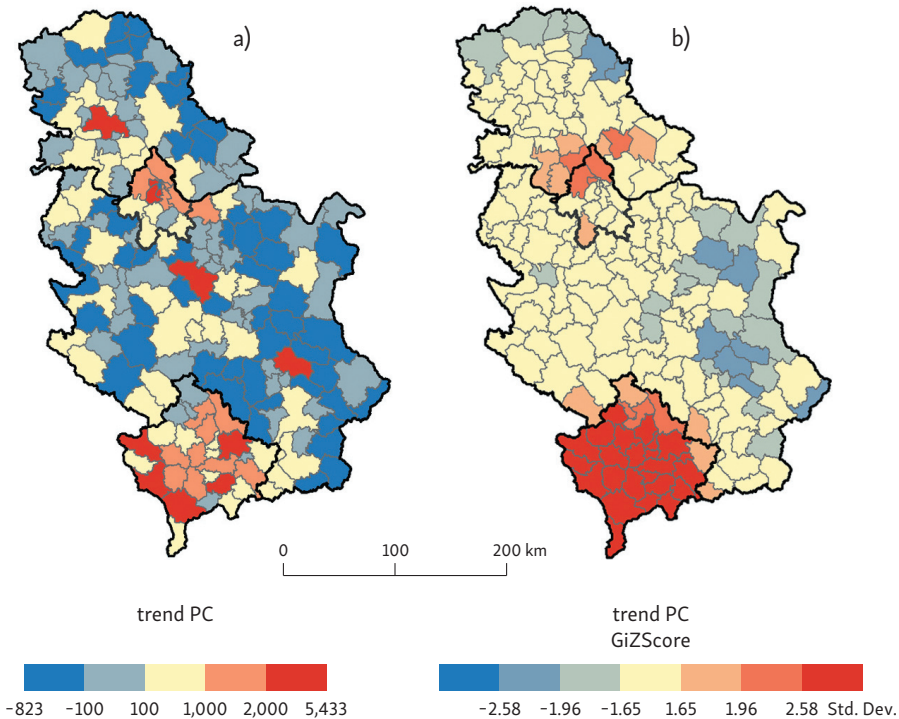 a)
b)
0 100 200 km
trend PC
-823 -100 100 1,000 2,000 5,433
trend PC
GiZScore
-2.58 -1.96 -1.65 1.65 1.96 2.58 Std. Dev.